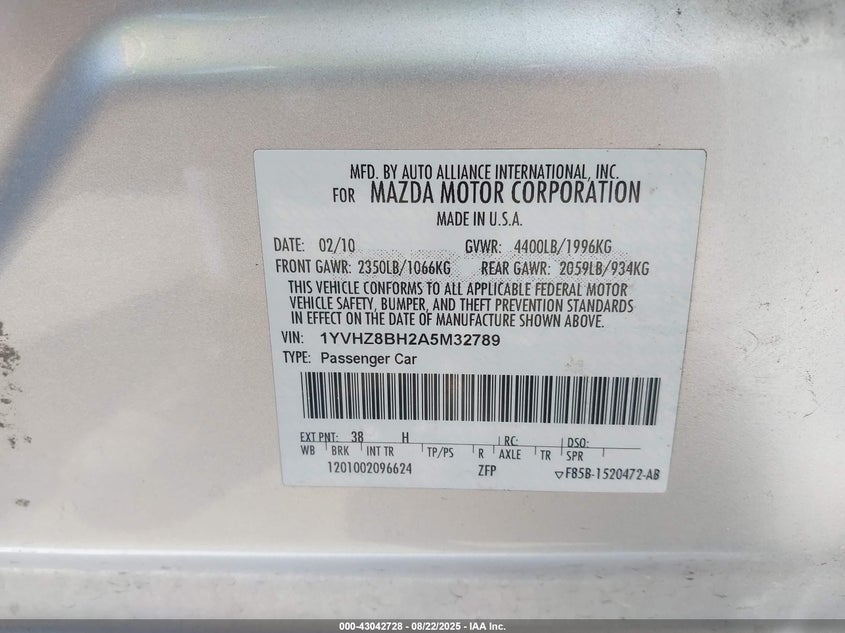 MFD. BY AUTO ALLIANCE INTERNATIONAL, INC.
FOR MAZDA MOTOR CORPORATION
MADE IN U.S.A.
DATE: 02/10 GVWR: 4400LB/1996KG
FRONT GAWR: 2350LB/1066KG REAR GAWR: 2059LB/934KG
THIS VEHICLE CONFORMS TO ALL APPLICABLE FEDERAL MOTOR
VEHICLE SAFETY, BUMPER, AND THEFT PREVENTION STANDARDS
IN EFFECT ON THE DATE OF MANUFACTURE SHOWN ABOVE.
VIN: 1YVHZ8BH2A5M32789
TYPE: Passenger Car
EXT PNT: 38 H RC: DSO:
WB BRK INT TR TP/PS R AXLE TR SPR
1201002096624 ZFP ▽F85B-1520472-AB
000-43042728 - 08/22/2025 - IAA Inc.